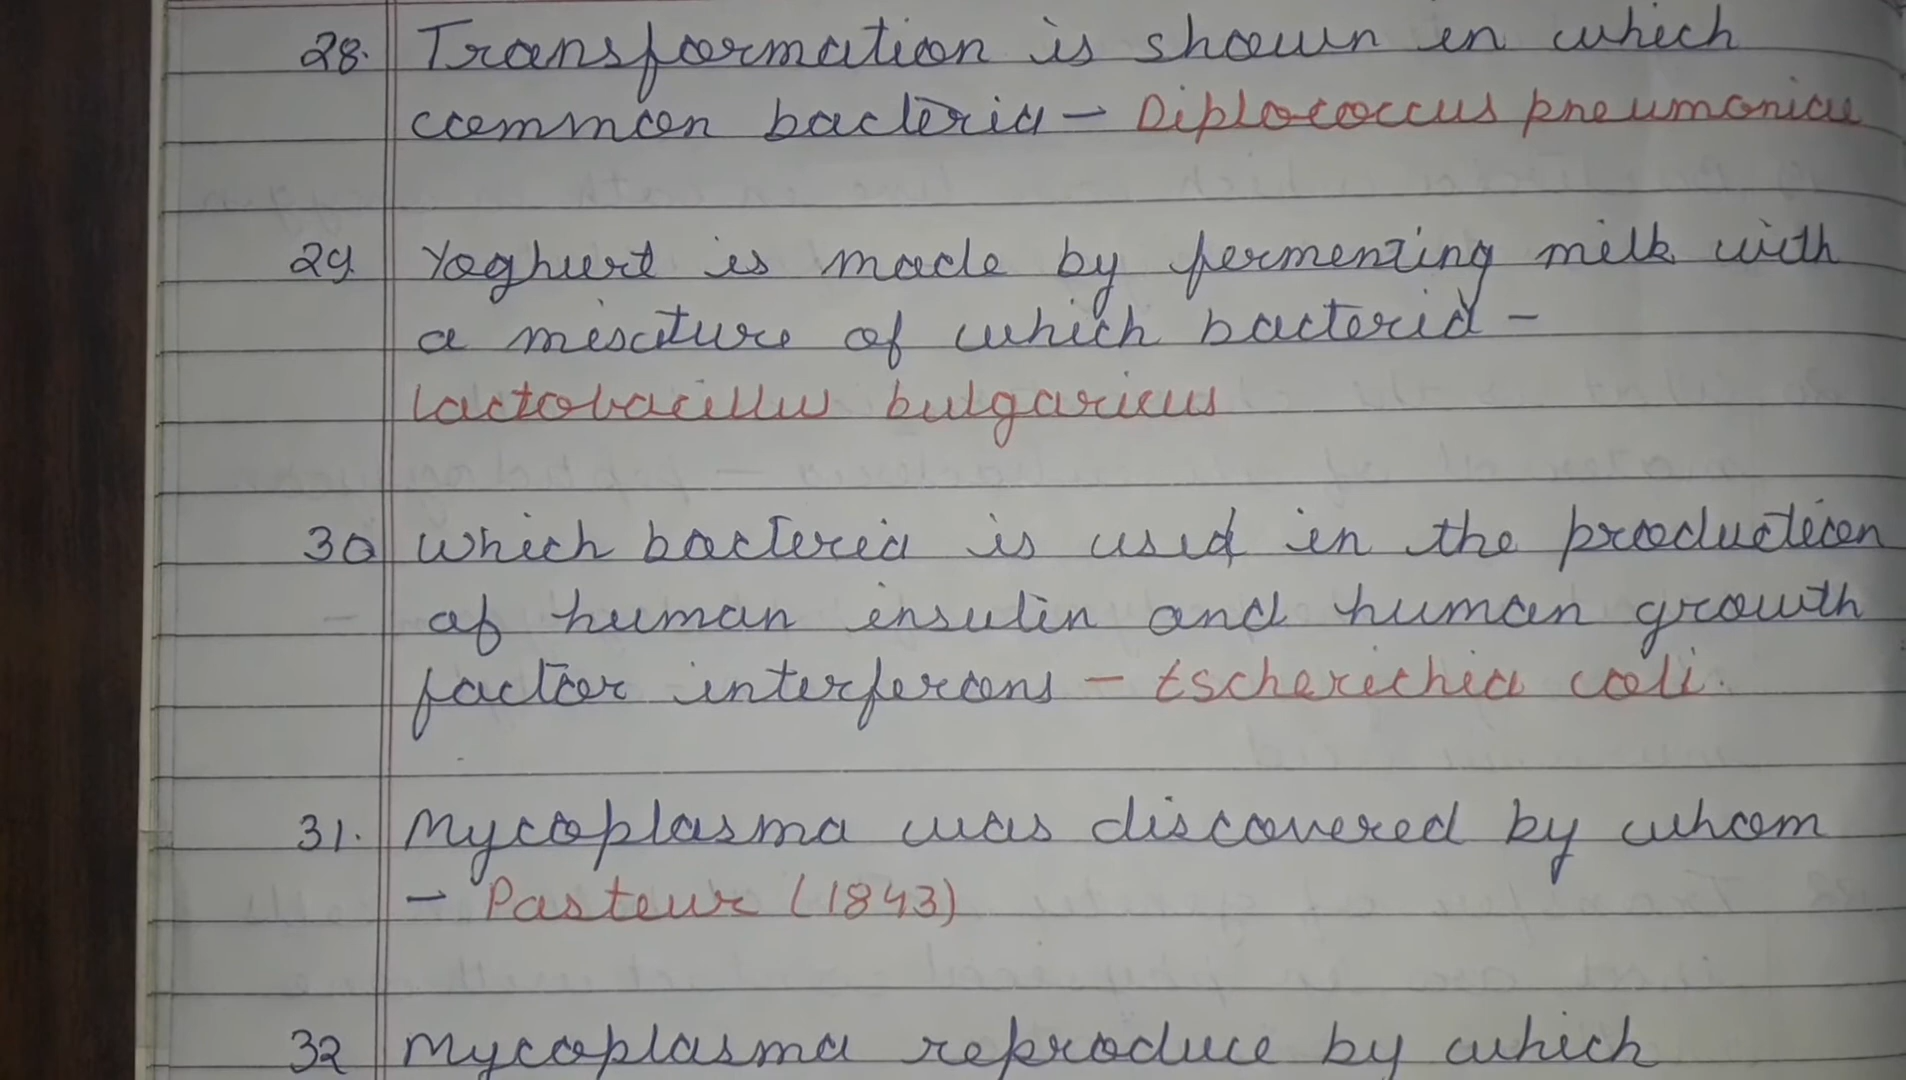 28. Transformation is shown in which
common bacteria - Diplococcus pneumoniae
29 Yoghurt is made by fermenting milk with
a mixture of which bacteria -
Lactobacillus bulgaricus
30 Which bacteria is used in the production
of human insulin and human growth
factor interferons - Escherichia coli.
31. Mycoplasma was discovered by whom
- Pasteur (1843)
32 Mycoplasma reproduce by which